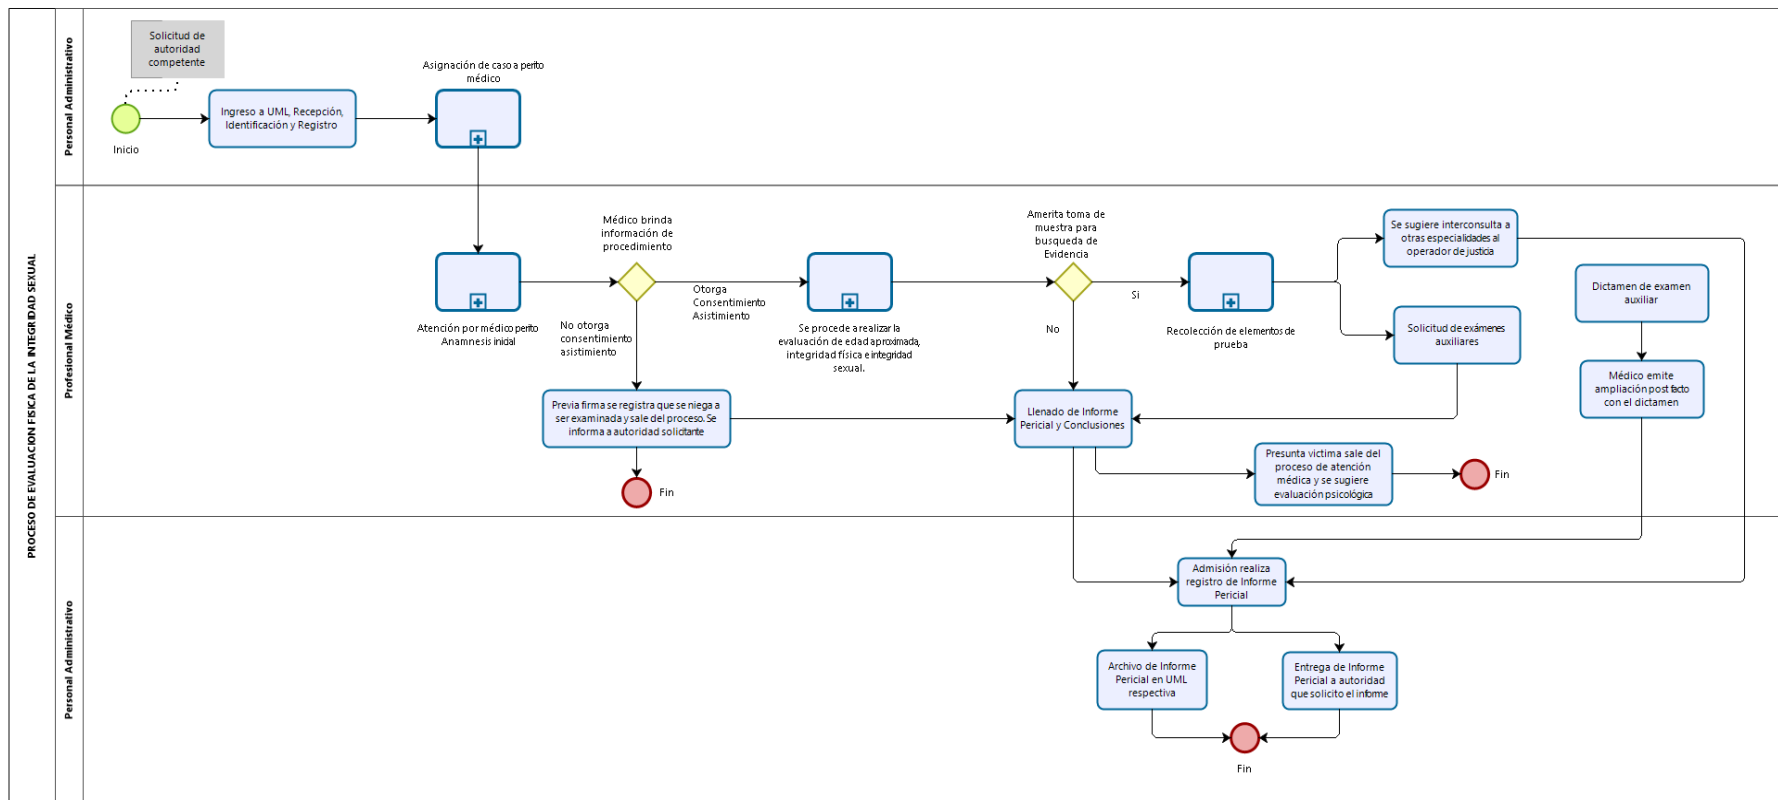 PROCESO DE EVALUACION FISICA DE LA INTEGRIDAD SEXUAL
Personal Administrativo
Solicitud de
autoridad
competente
Inicio
Ingreso a UML, Recepción,
Identificación y Registro
Asignación de caso a perito
médico
Profesional Médico
Atención por médico perito
Anamnesis inicial
Médico brinda
información de
procedimiento
Otorga
Consentimiento
Asistimiento
No otorga
consentimiento
asistimiento
Previa firma se registra que se niega a
ser examinada y sale del proceso. Se
informa a autoridad solicitante
Fin
Se procede a realizar la
evaluación de edad aproximada,
integridad física e integridad
sexual.
Amerita toma de
muestra para
busqueda de
Evidencia
Si
No
Recolección de elementos de
prueba
Se sugiere interconsulta a
otras especialidades al
operador de justicia
Solicitud de exámenes
auxiliares
Dictamen de examen
auxiliar
Médico emite
ampliación post facto
con el dictamen
Llenado de Informe
Pericial y Conclusiones
Presunta victima sale del
proceso de atención
médica y se sugiere
evaluación psicológica
Fin
Personal Administrativo
Admisión realiza
registro de Informe
Pericial
Archivo de Informe
Pericial en UML
respectiva
Entrega de Informe
Pericial a autoridad
que solicito el informe
Fin